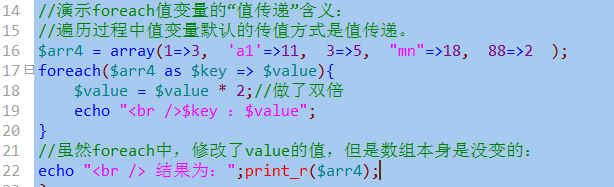 14 //演示foreach值变量的“值传递”含义：
15 //遍历过程中值变量默认的传值方式是值传递。
16 $arr4 = array(1=>3, 'a1'=>11, 3=>5, "mn"=>18, 88=>2 );
17 foreach($arr4 as $key => $value){
18 $value = $value * 2;//做了双倍
19 echo "<br />$key : $value";
20 }
21 //虽然foreach中，修改了value的值，但是数组本身是没变的：
22 echo "<br /> 结果为：";print_r($arr4);